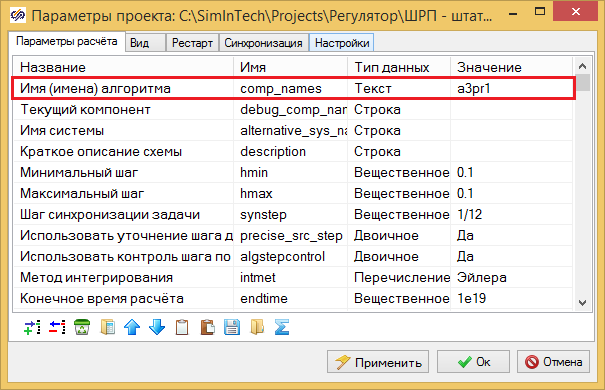 Параметры проекта: C:\SimInTech\Projects\Регулятор\ШРП - штат...
Параметры расчёта Вид Рестарт Синхронизация Настройки
Название Имя Тип данных Значение
Имя (имена) алгоритма comp_names Текст a3pr1
Текущий компонент debug_comp_nan Строка
Имя системы alternative_sys_na Строка
Краткое описание схемы description Строка
Минимальный шаг hmin Вещественное 0.1
Максимальный шаг hmax Вещественное 0.1
Шаг синхронизации задачи synstep Вещественное 1/12
Использовать уточнение шага д precise_src_step Двоичное Да
Использовать контроль шага по algstepcontrol Двоичное Да
Метод интегрирования intmet Перечисление Эйлера
Конечное время расчёта endtime Вещественное 1e19
Применить Ок Отмена